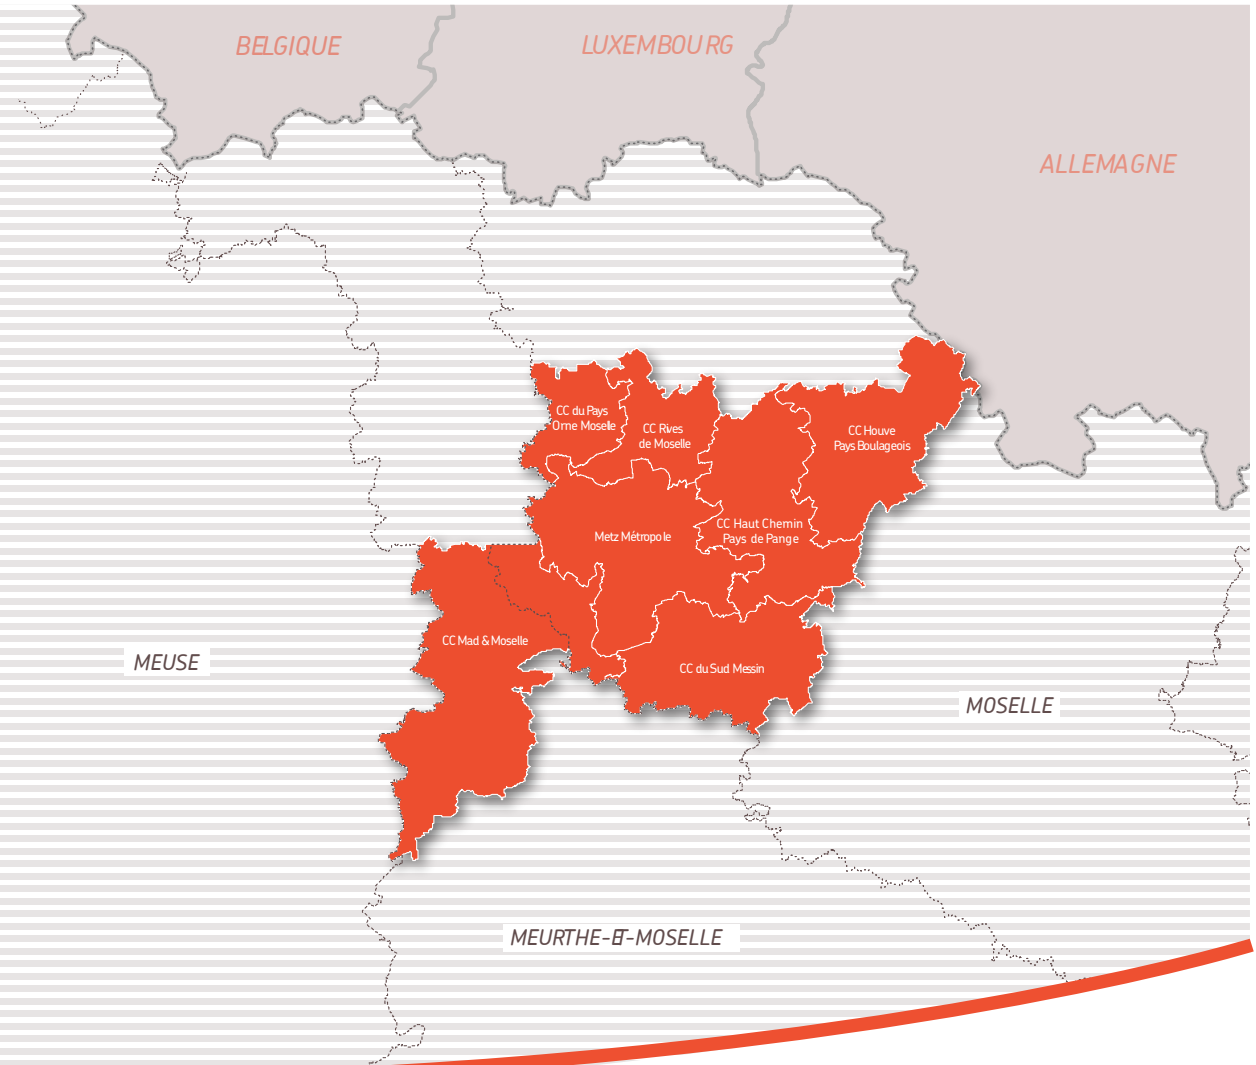 BELGIQUE
LUXEMBOURG
ALLEMAGNE
CC du Pays
Orne Moselle
CC Rives
de Moselle
CC Houve
Pays Boulageois
Metz Métropole
CC Haut Chemin
Pays de Pange
CC Mad & Moselle
CC du Sud Messin
MEUSE
MOSELLE
MEURTHE-ET-MOSELLE